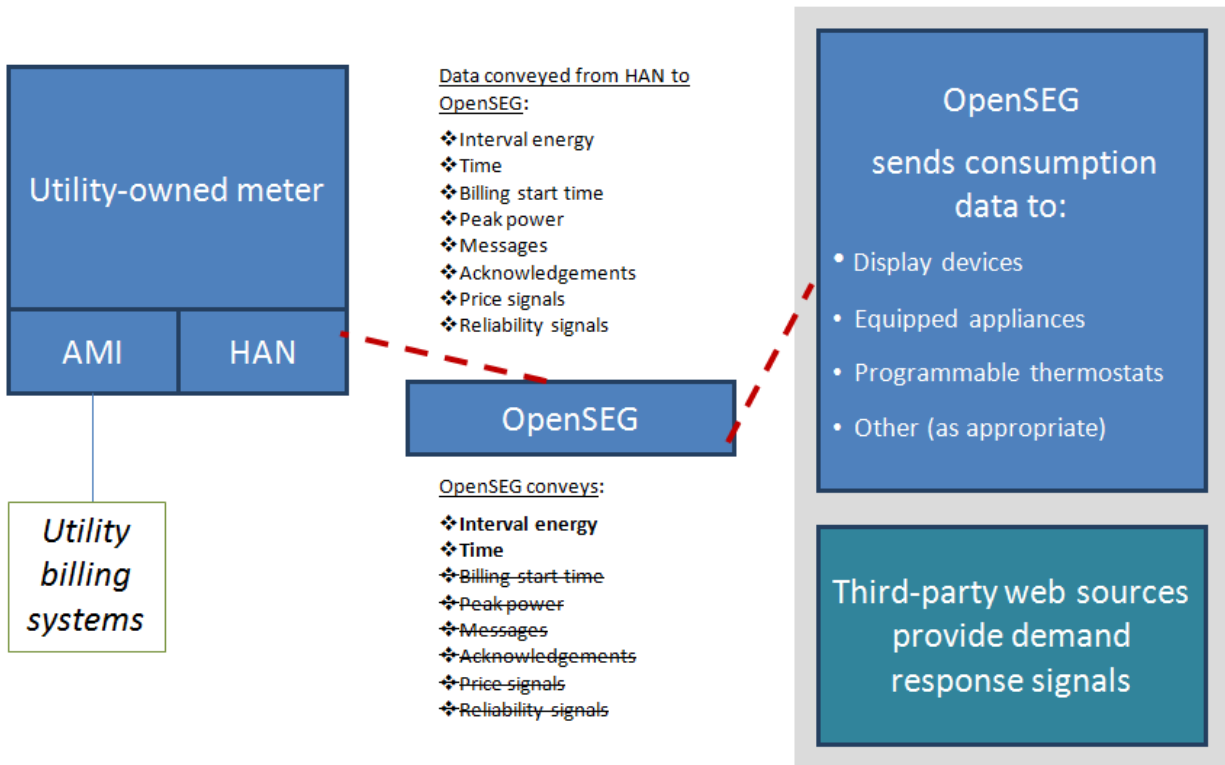 Utility-owned meter
AMI
HAN
Utility
billing
systems
Data conveyed from HAN to
OpenSEG:
❖Interval energy
❖Time
❖Billing start time
❖Peak power
❖Messages
❖Acknowledgements
❖Price signals
❖Reliability signals
OpenSEG
OpenSEG conveys:
❖Interval energy
❖Time
❖Billing start time
❖Peak power
❖Messages
❖Acknowledgements
❖Price signals
❖Reliability signals
OpenSEG
sends consumption
data to:
• Display devices
• Equipped appliances
• Programmable thermostats
• Other (as appropriate)
Third-party web sources
provide demand
response signals